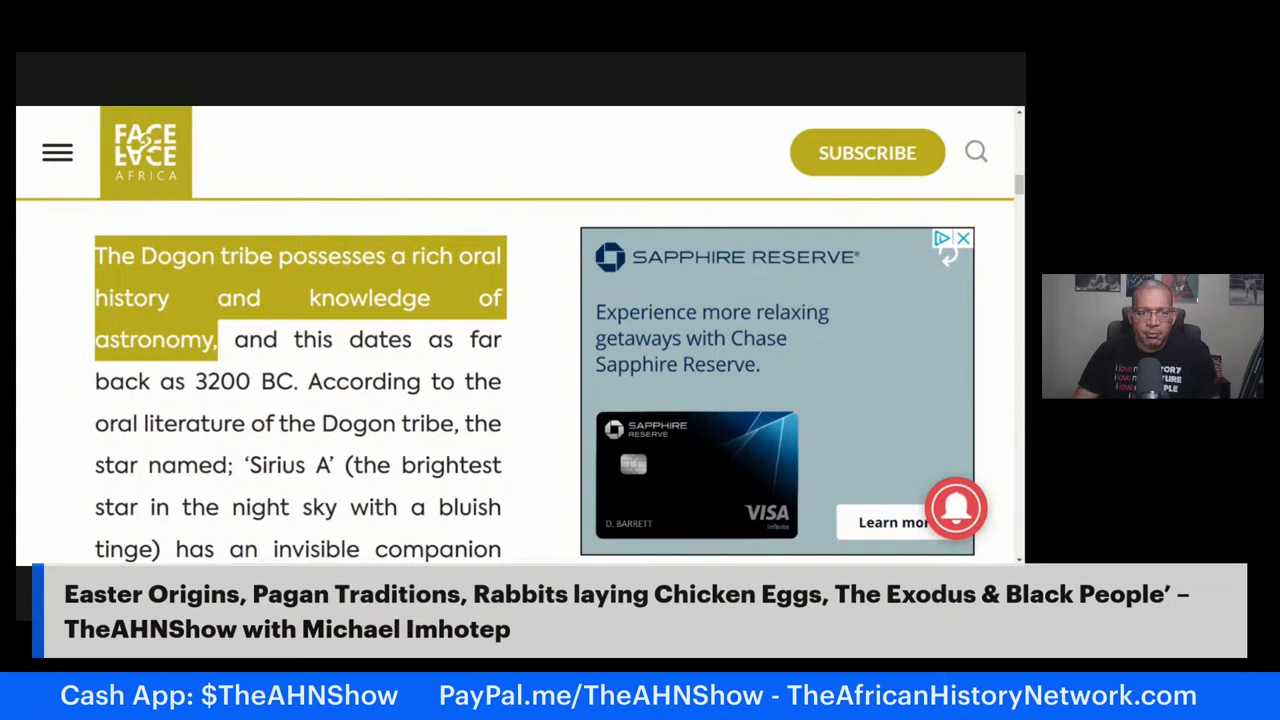 FACE
2
FACE
AFRICA
SUBSCRIBE
The Dogon tribe possesses a rich oral
history and knowledge of
astronomy, and this dates as far
back as 3200 BC. According to the
oral literature of the Dogon tribe, the
star named; ‘Sirius A’ (the brightest
star in the night sky with a bluish
tinge) has an invisible companion
SAPPHIRE RESERVE®
Experience more relaxing
getaways with Chase
Sapphire Reserve.
SAPPHIRE
RESERVE
D. BARRETT
VISA
Infinite
Learn mor
Easter Origins, Pagan Traditions, Rabbits laying Chicken Eggs, The Exodus & Black People’ –
TheAHNShow with Michael Imhotep
Cash App: $TheAHNShow PayPal.me/TheAHNShow - TheAfricanHistoryNetwork.com